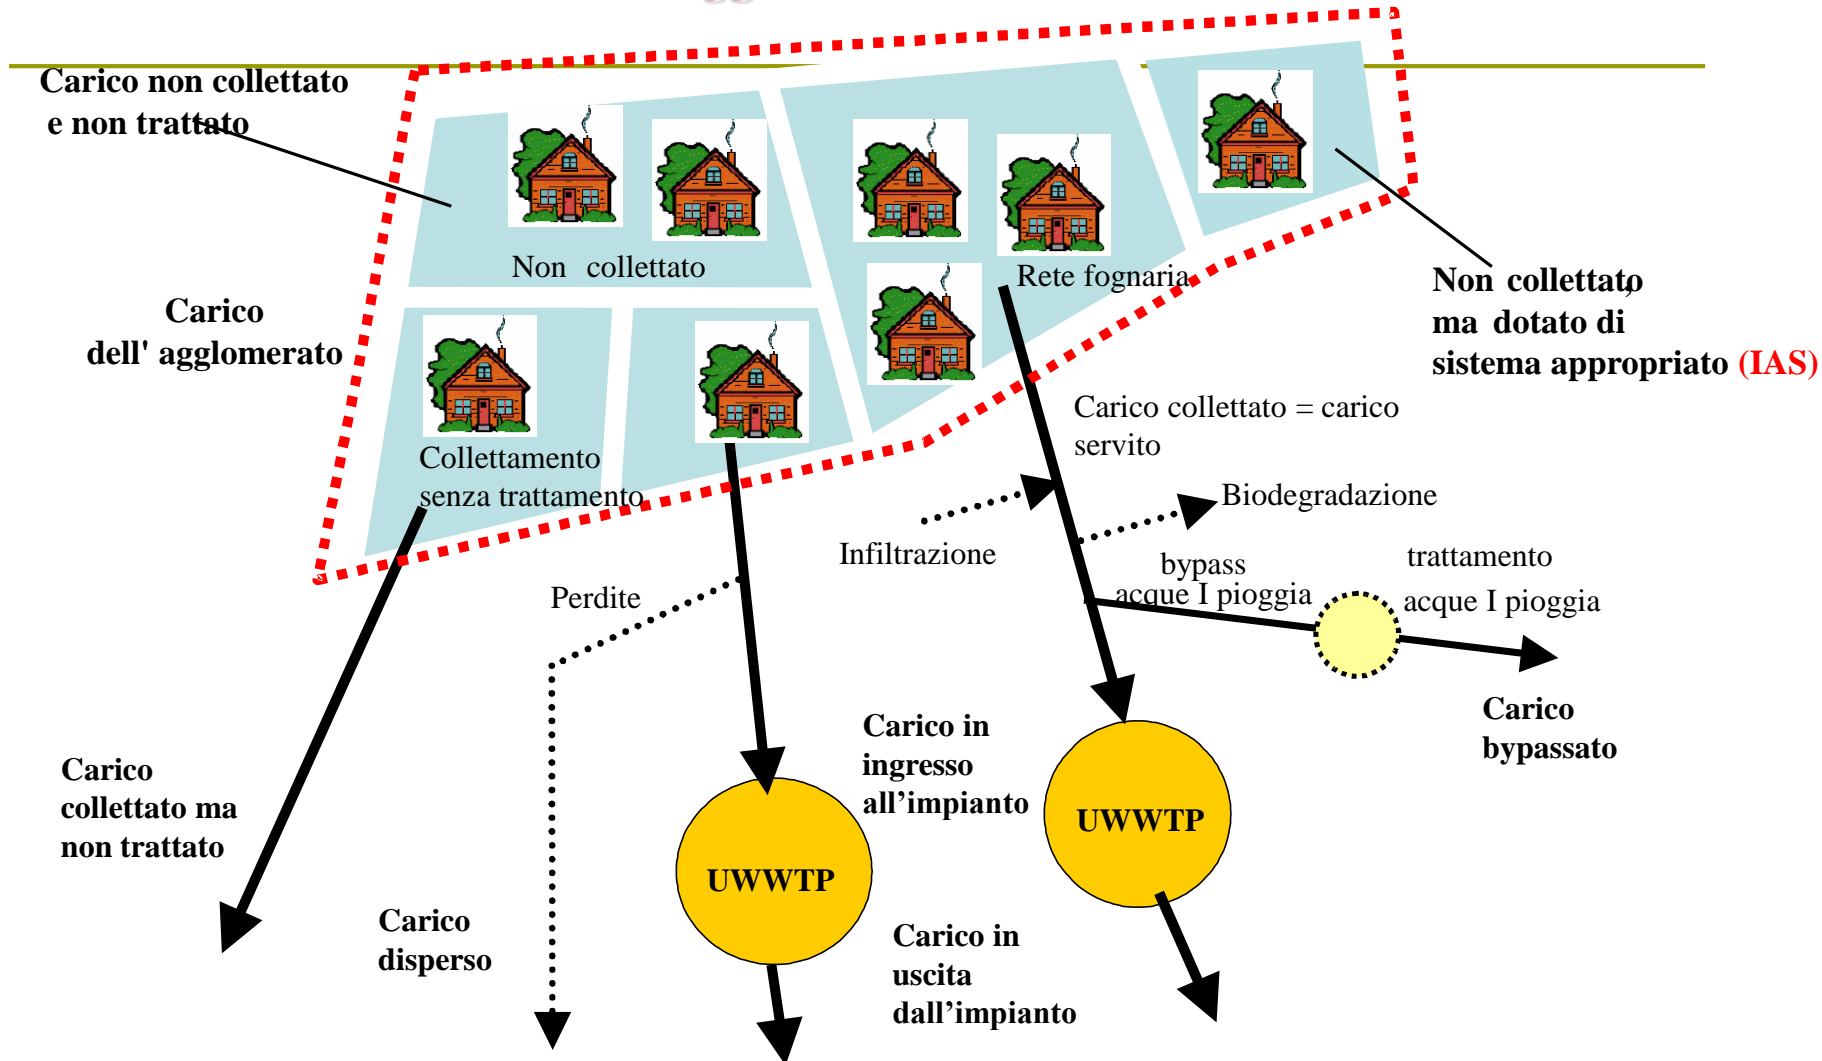 Carico non collettato
e non trattato
Non collettato
Rete fognaria
Non collettato,
ma dotato di
sistema appropriato (IAS)
Carico
dell' agglomerato
Carico collettato = carico
servito
Collettamento
senza trattamento
Biodegradazione
Infiltrazione
bypass
acque I pioggia
trattamento
acque I pioggia
Perdite
Carico
bypassato
Carico in
ingresso
all’impianto
Carico
collettato ma
non trattato
UWWTP
UWWTP
Carico
disperso
Carico in
uscita
dall’impianto